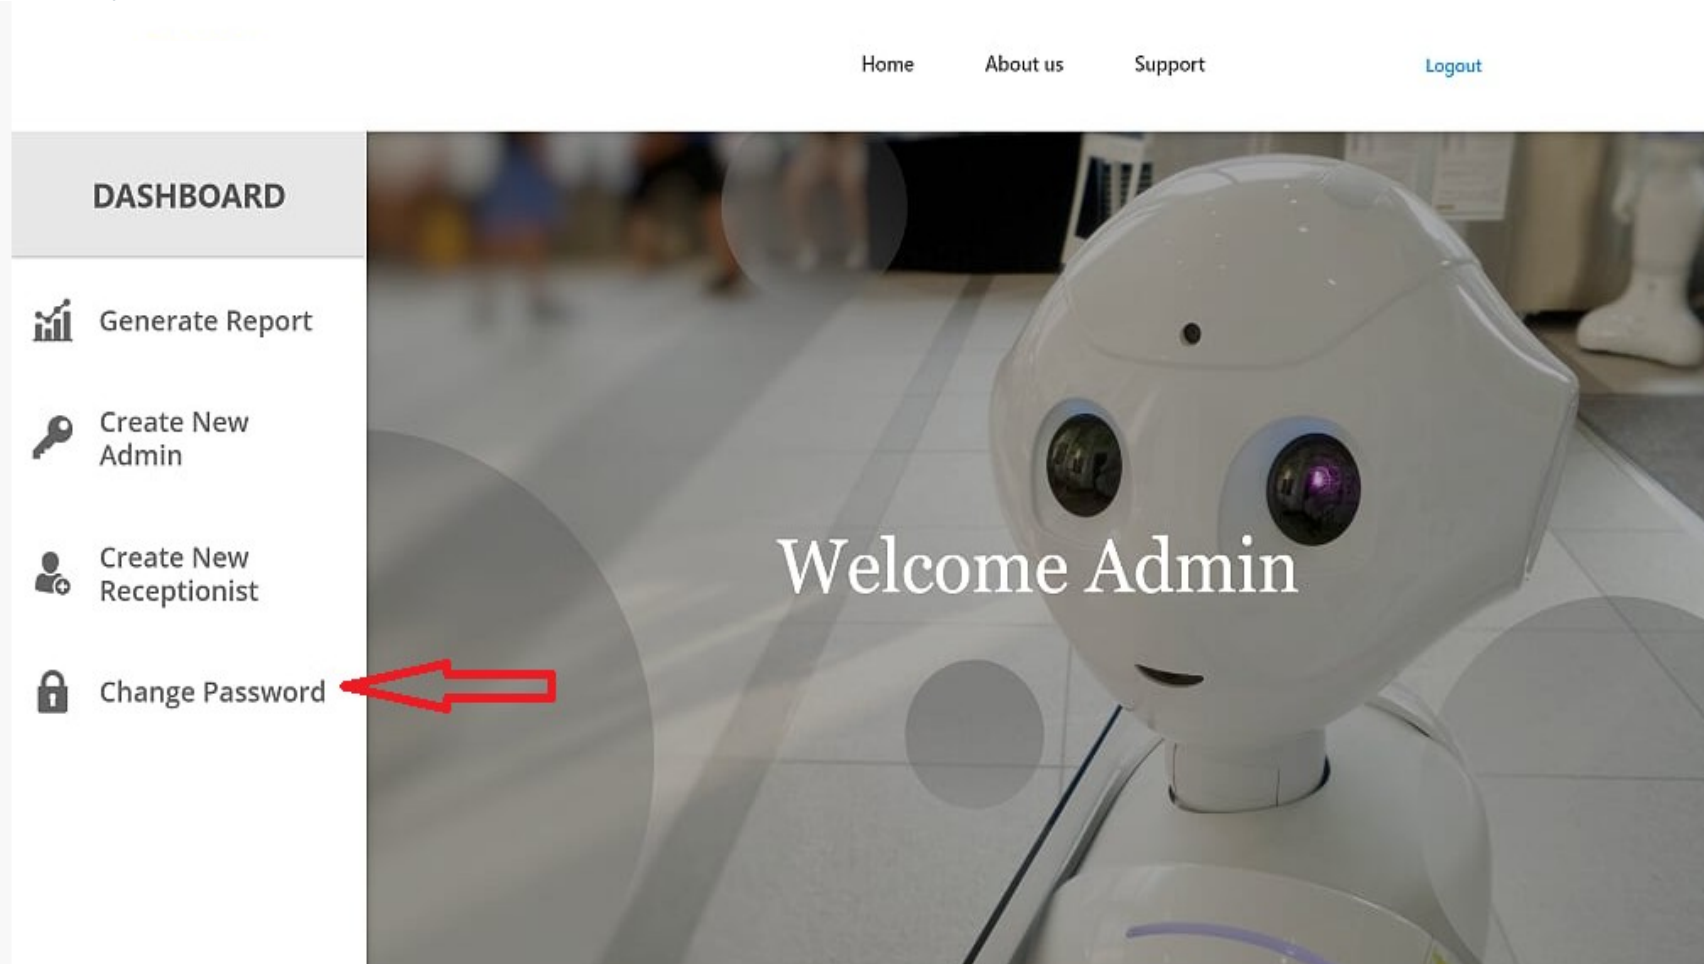 Home About us Support Logout
DASHBOARD
Generate Report
Create New
Admin
Create New
Receptionist
Change Password
Welcome Admin